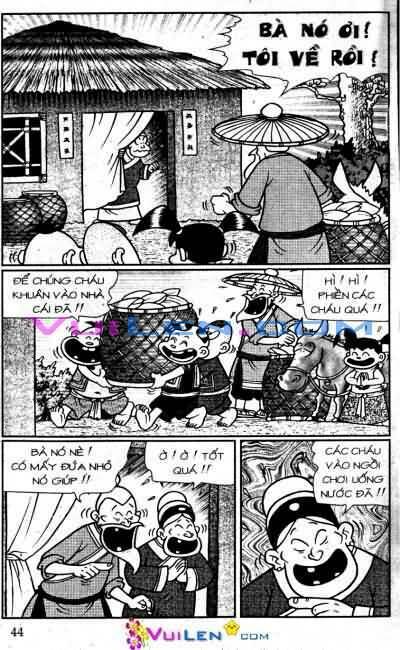 BÀ NÓ ƠI!
TÔI VỀ RỒI!
ĐỂ CHÚNG CHÁU
KHUÂN VÀO NHÀ
CÁI ĐÃ!!
HÌ! HÌ!
PHIỀN CÁC
CHÁU QUÁ!!
VUILEN.COM
BÀ NÓ NÈ!
CÓ MẤY ĐỨA NHỎ
NÓ GIÚP!!
Ờ! Ờ! TỐT
QUÁ!!
CÁC CHÁU
VÀO NGỒI
CHƠI UỐNG
NƯỚC ĐÃ!!
44
VUILEN.COM